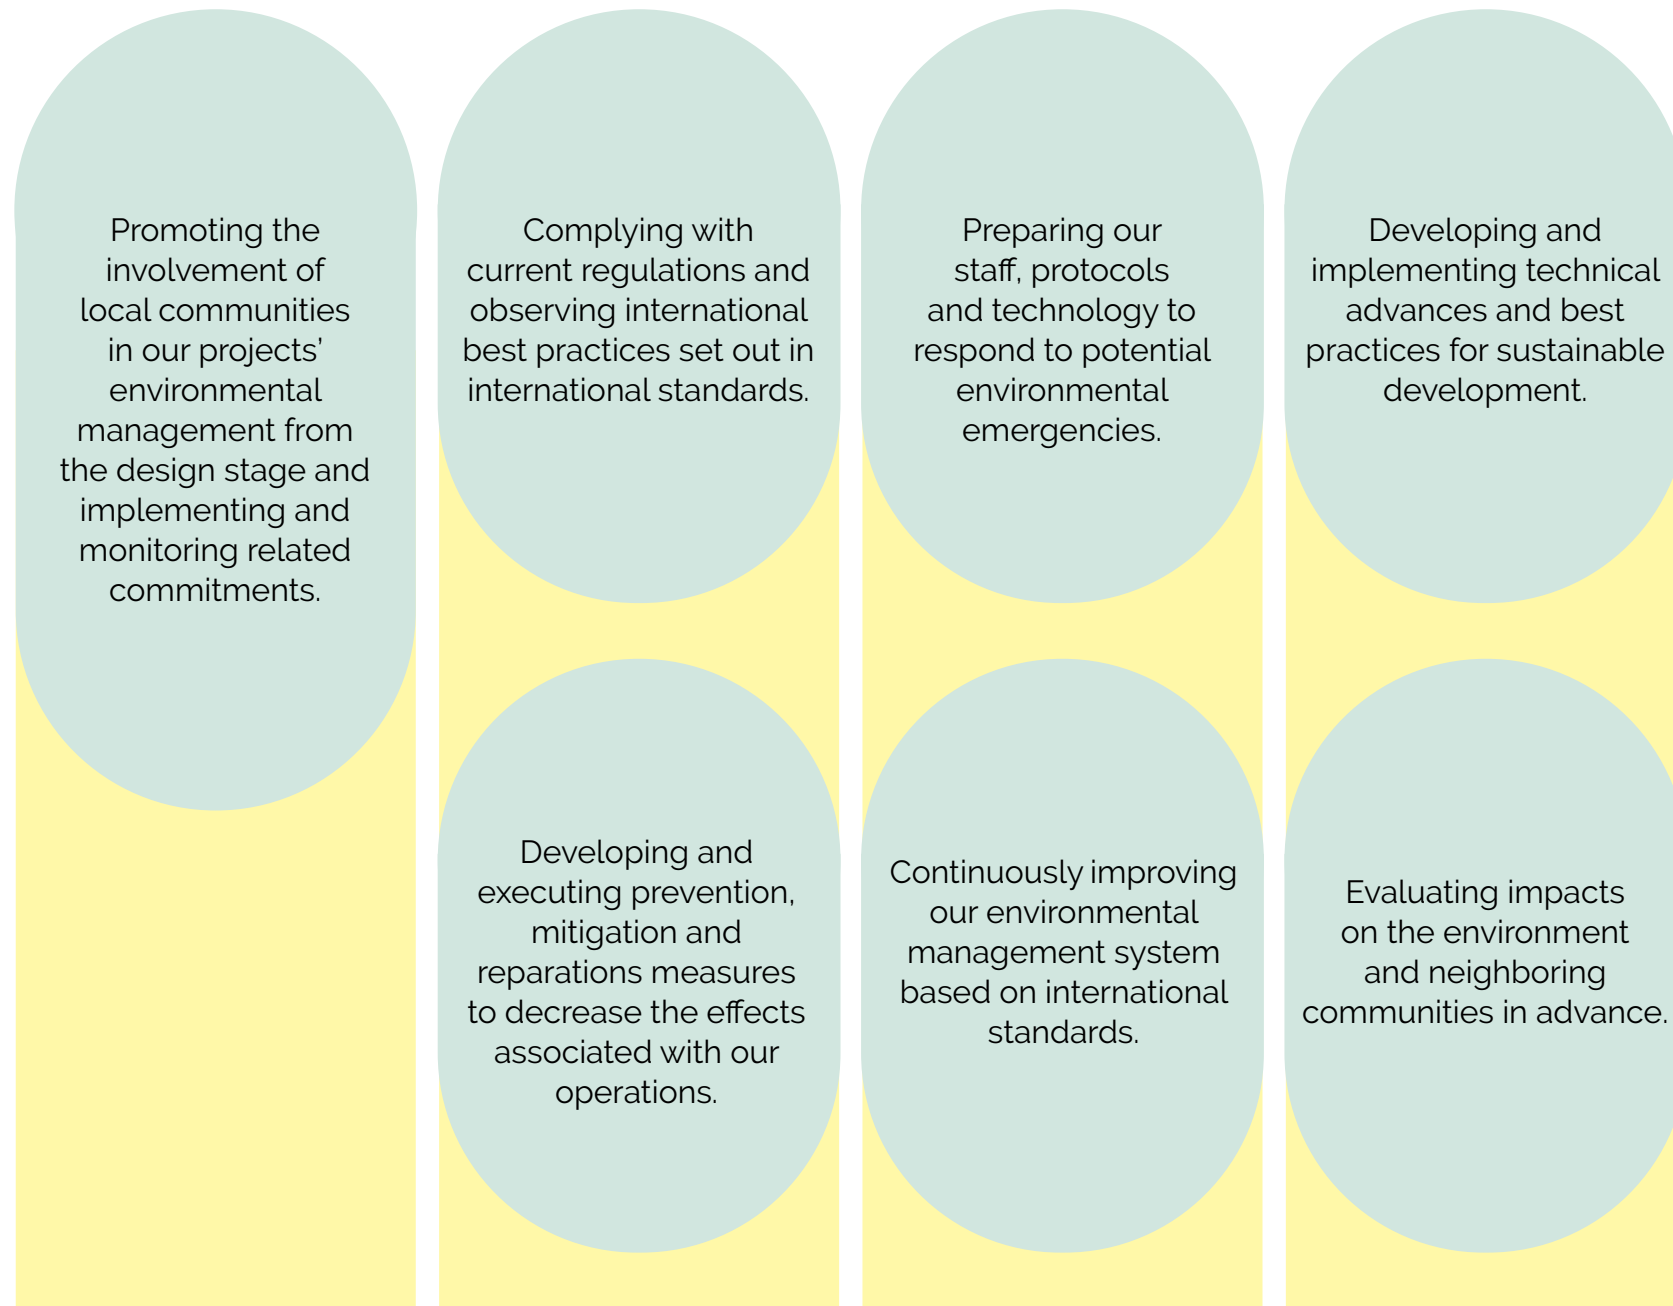 Promoting the
involvement of
local communities
in our projects’
environmental
management from
the design stage and
implementing and
monitoring related
commitments.
Complying with
current regulations and
observing international
best practices set out in
international standards.
Preparing our
staff, protocols
and technology to
respond to potential
environmental
emergencies.
Developing and
implementing technical
advances and best
practices for sustainable
development.
Developing and
executing prevention,
mitigation and
reparations measures
to decrease the effects
associated with our
operations.
Continuously improving
our environmental
management system
based on international
standards.
Evaluating impacts
on the environment
and neighboring
communities in advance.